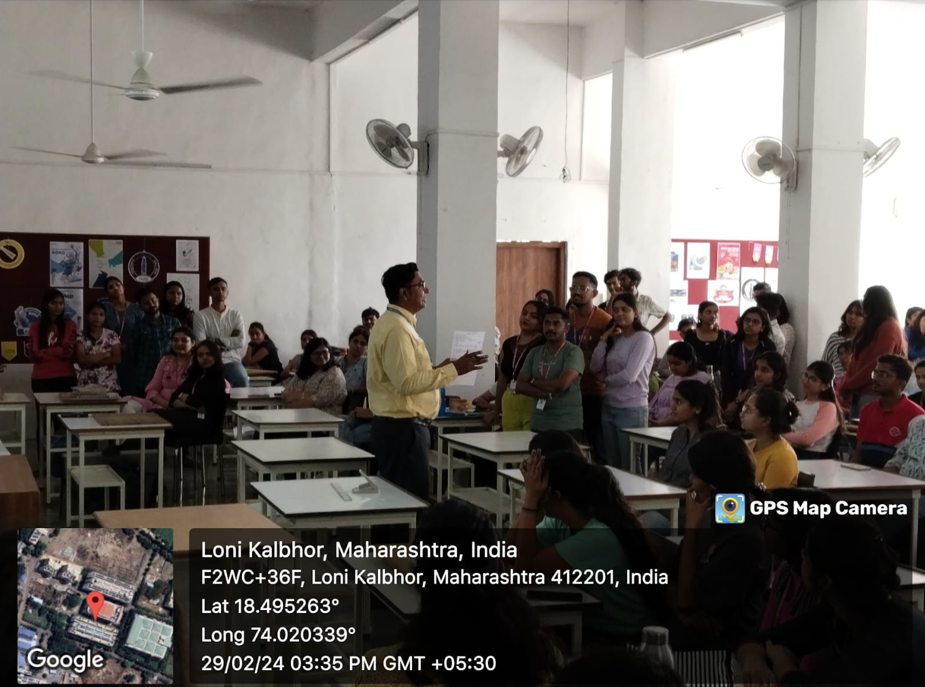 GPS Map Camera
Loni Kalbhor, Maharashtra, India
F2WC+36F, Loni Kalbhor, Maharashtra 412201, India
Lat 18.495263°
Long 74.020339°
29/02/24 03:35 PM GMT +05:30
Google